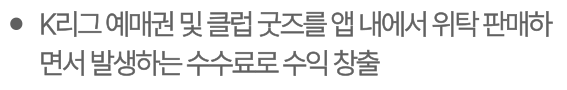 ● K리그 예매권 및 클럽 굿즈를 앱 내에서 위탁 판매하
면서 발생하는 수수료로 수익 창출